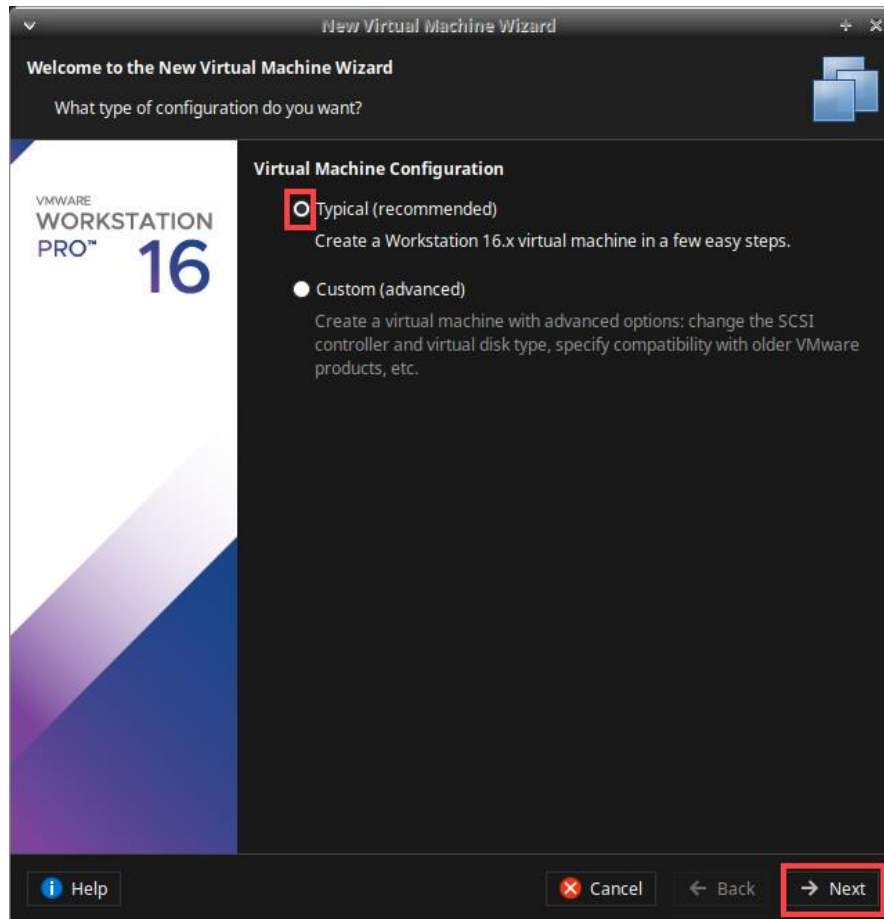 New Virtual Machine Wizard
Welcome to the New Virtual Machine Wizard
What type of configuration do you want?
VMWARE
WORKSTATION
PRO™ 16
Virtual Machine Configuration
Typical (recommended)
Create a Workstation 16.x virtual machine in a few easy steps.
Custom (advanced)
Create a virtual machine with advanced options: change the SCSI
controller and virtual disk type, specify compatibility with older VMware
products, etc.
Help
Cancel
Back
Next